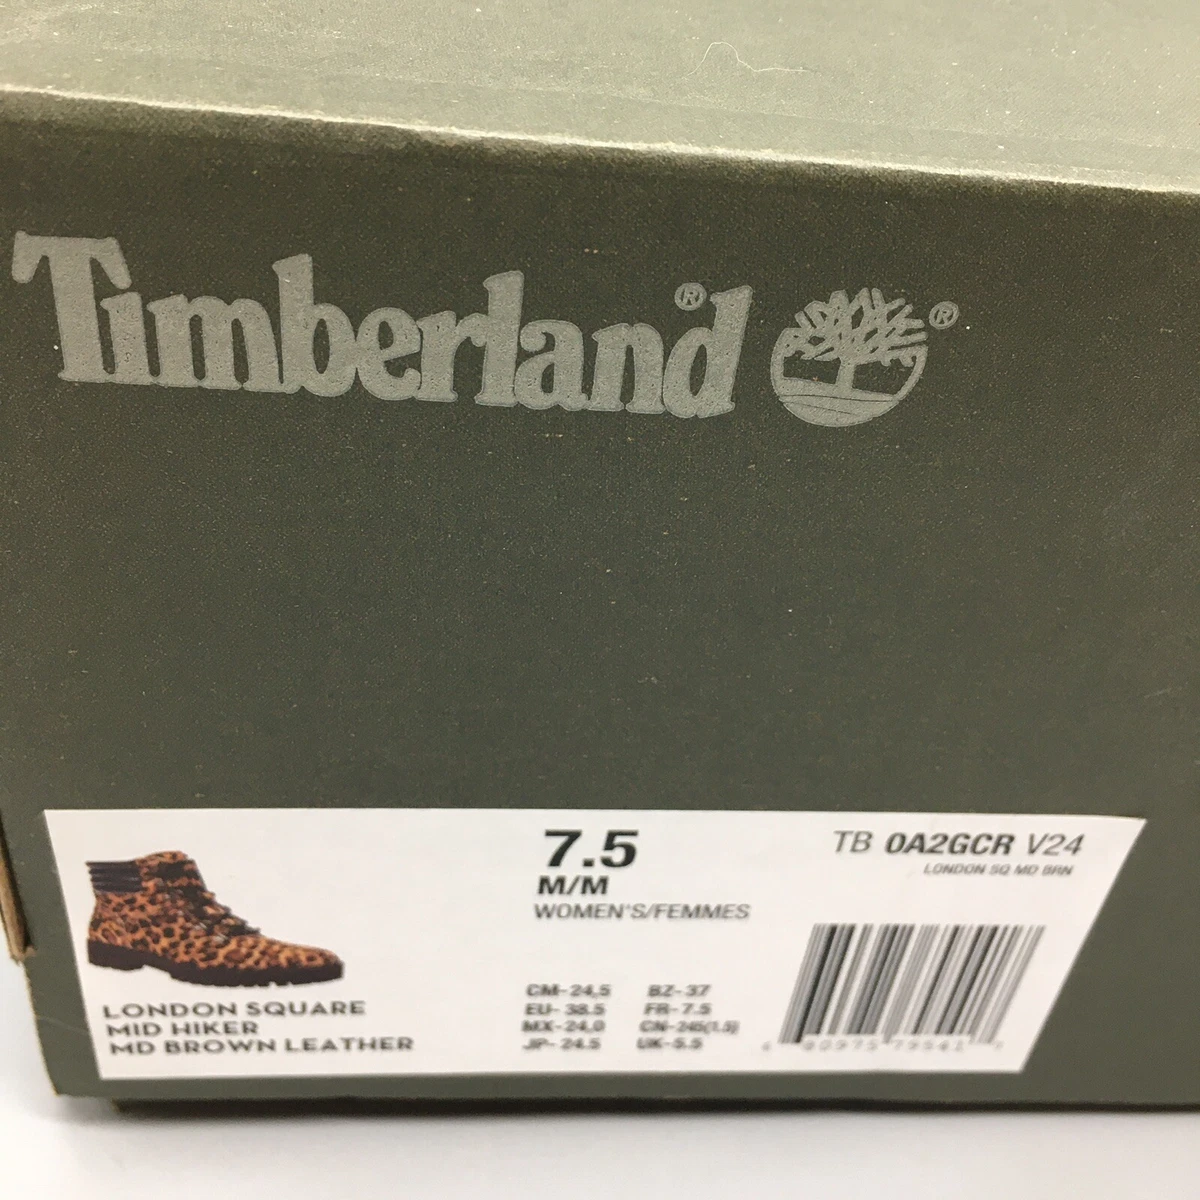 Timberland® ®
7.5
M/M
WOMEN'S/FEMMES
TB 0A2GCR V24
LONDON SQ MD BRN
LONDON SQUARE
MID HIKER
MD BROWN LEATHER
CM-24,5 BZ-37
EU-38.5 FR-7.5
MX-24,0 CN-245(1.5)
JP-24.5 UK-5.5